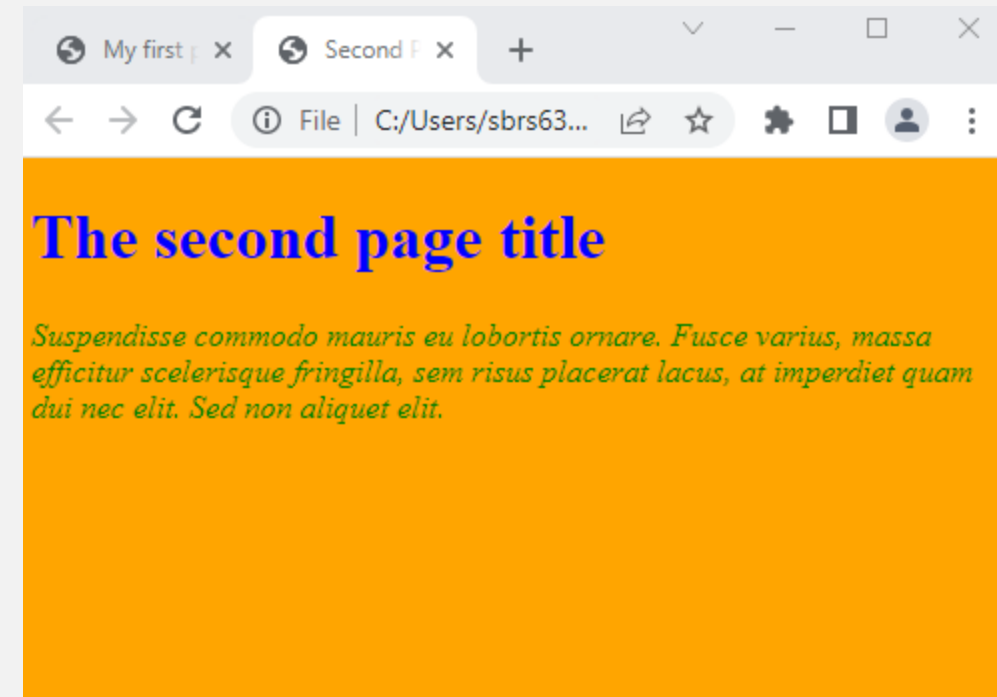 My first p
Second P
File
C:/Users/sbrs63...
The second page title
Suspendisse commodo mauris eu lobortis ornare. Fusce varius, massa
efficitur scelerisque fringilla, sem risus placerat lacus, at imperdiet quam
dui nec elit. Sed non aliquet elit.